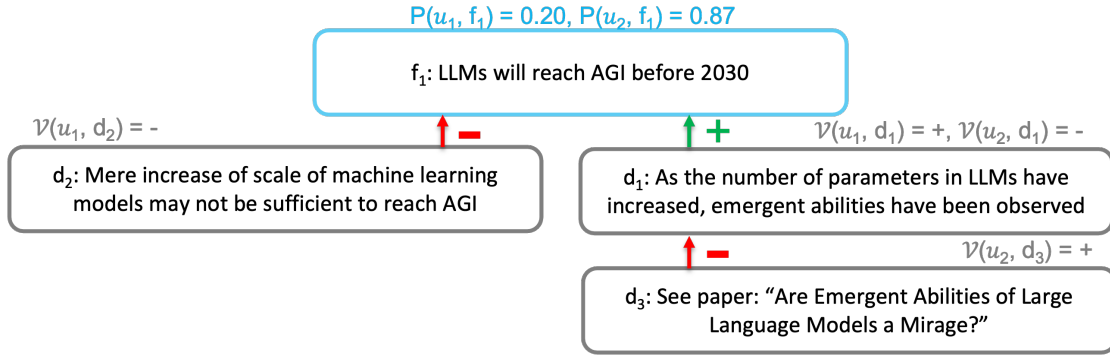 P(u₁, f₁) = 0.20, P(u₂, f₁) = 0.87
f₁: LLMs will reach AGI before 2030
−
+
𝒱(u₁, d₂) = -
𝒱(u₁, d₁) = +, 𝒱(u₂, d₁) = -
d₂: Mere increase of scale of machine learning
models may not be sufficient to reach AGI
d₁: As the number of parameters in LLMs have
increased, emergent abilities have been observed
−
𝒱(u₂, d₃) = +
d₃: See paper: “Are Emergent Abilities of Large
Language Models a Mirage?”